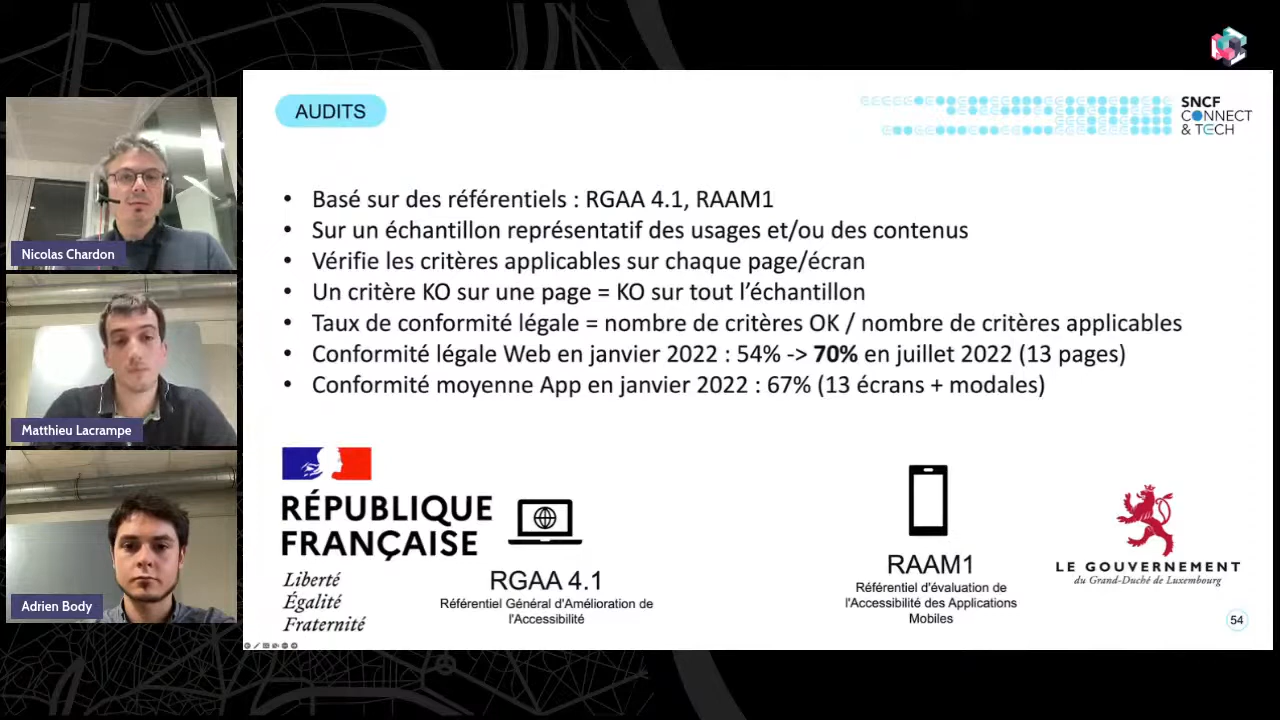 AUDITS
SNCF
CONNECT
& TECH
• Basé sur des référentiels : RGAA 4.1, RAAM1
• Sur un échantillon représentatif des usages et/ou des contenus
• Vérifie les critères applicables sur chaque page/écran
• Un critère KO sur une page = KO sur tout l'échantillon
• Taux de conformité légale = nombre de critères OK / nombre de critères applicables
• Conformité légale Web en janvier 2022 : 54% -> 70% en juillet 2022 (13 pages)
• Conformité moyenne App en janvier 2022 : 67% (13 écrans + modales)
RÉPUBLIQUE
FRANÇAISE
Liberté
Égalité
Fraternité
RGAA 4.1
Référentiel Général d'Amélioration de
l'Accessibilité
RAAM1
Référentiel d'évaluation de
l'Accessibilité des Applications
Mobiles
LE GOUVERNEMENT
du Grand-Duché de Luxembourg
54
Nicolas Chardon
Matthieu Lacrampe
Adrien Body